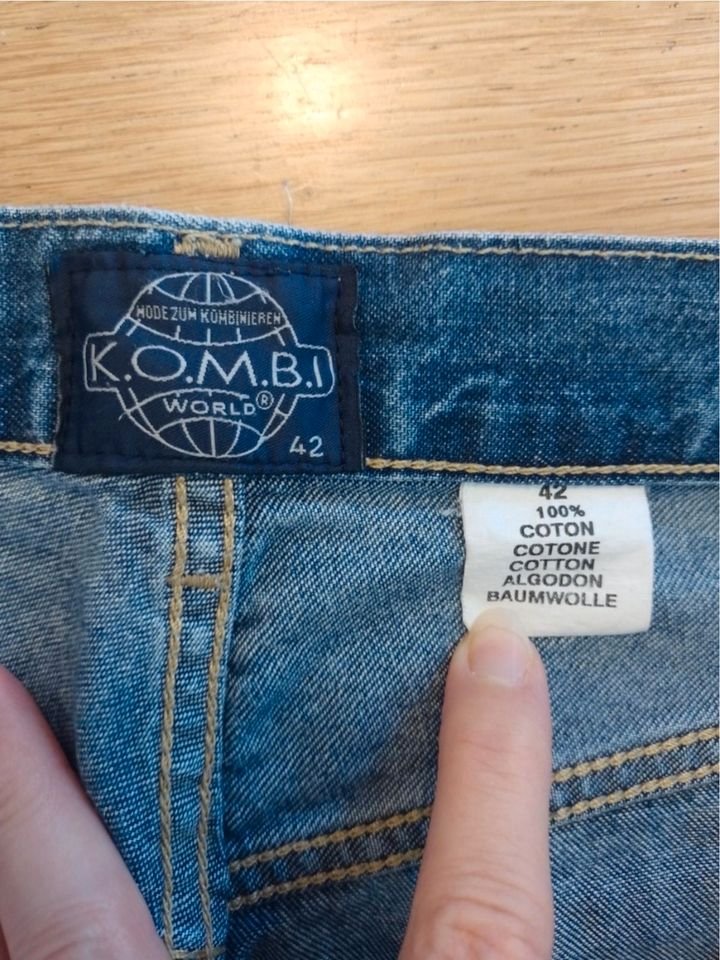 MODE ZUM KOMBINIEREN
K.O.M.B.I
WORLD®
42
42
100%
COTON
COTONE
COTTON
ALGODON
BAUMWOLLE